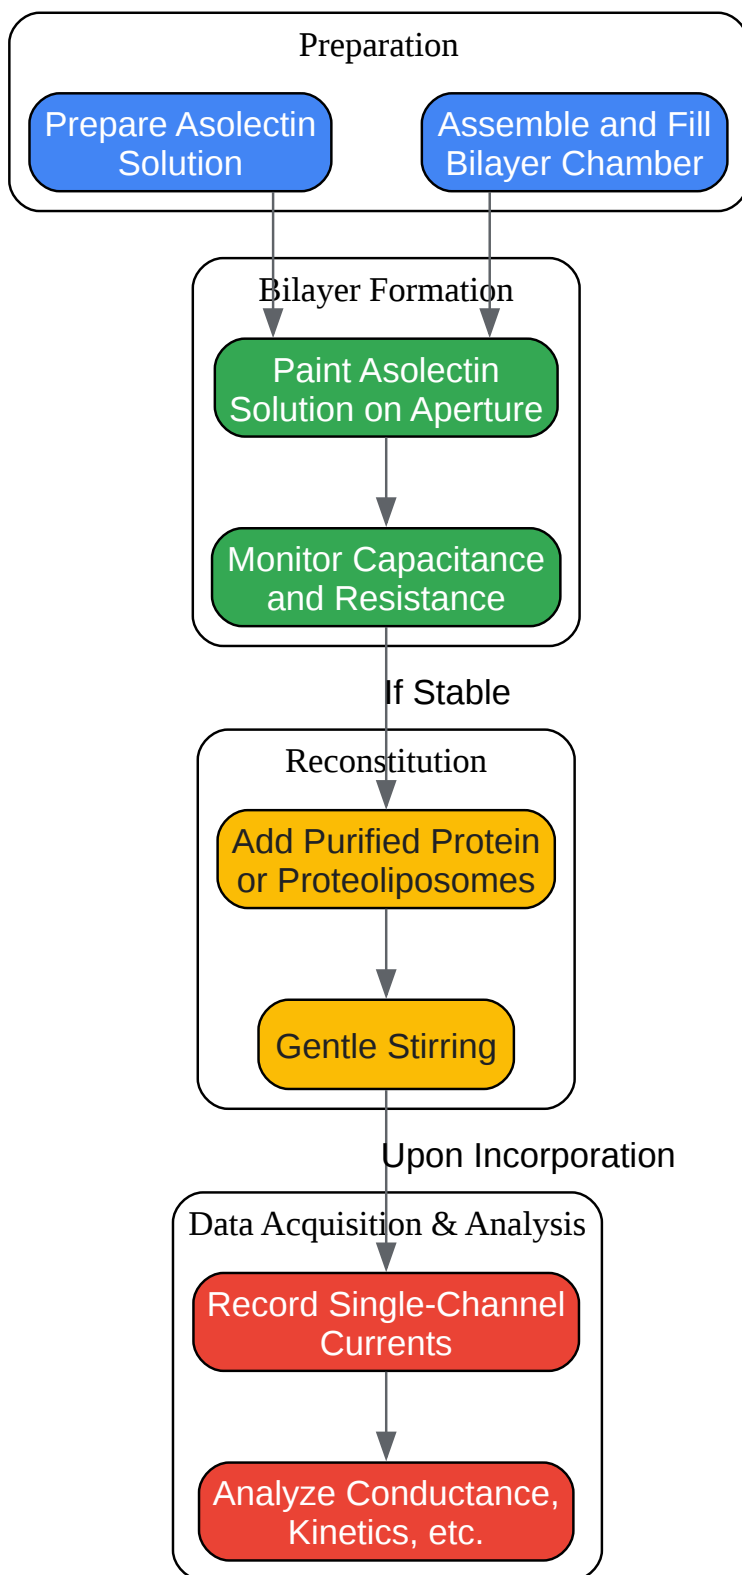 Preparation
Prepare Asolectin
Solution
Assemble and Fill
Bilayer Chamber
Bilayer Formation
Paint Asolectin
Solution on Aperture
Monitor Capacitance
and Resistance
If Stable
Reconstitution
Add Purified Protein
or Proteoliposomes
Gentle Stirring
Upon Incorporation
Data Acquisition & Analysis
Record Single-Channel
Currents
Analyze Conductance,
Kinetics, etc.